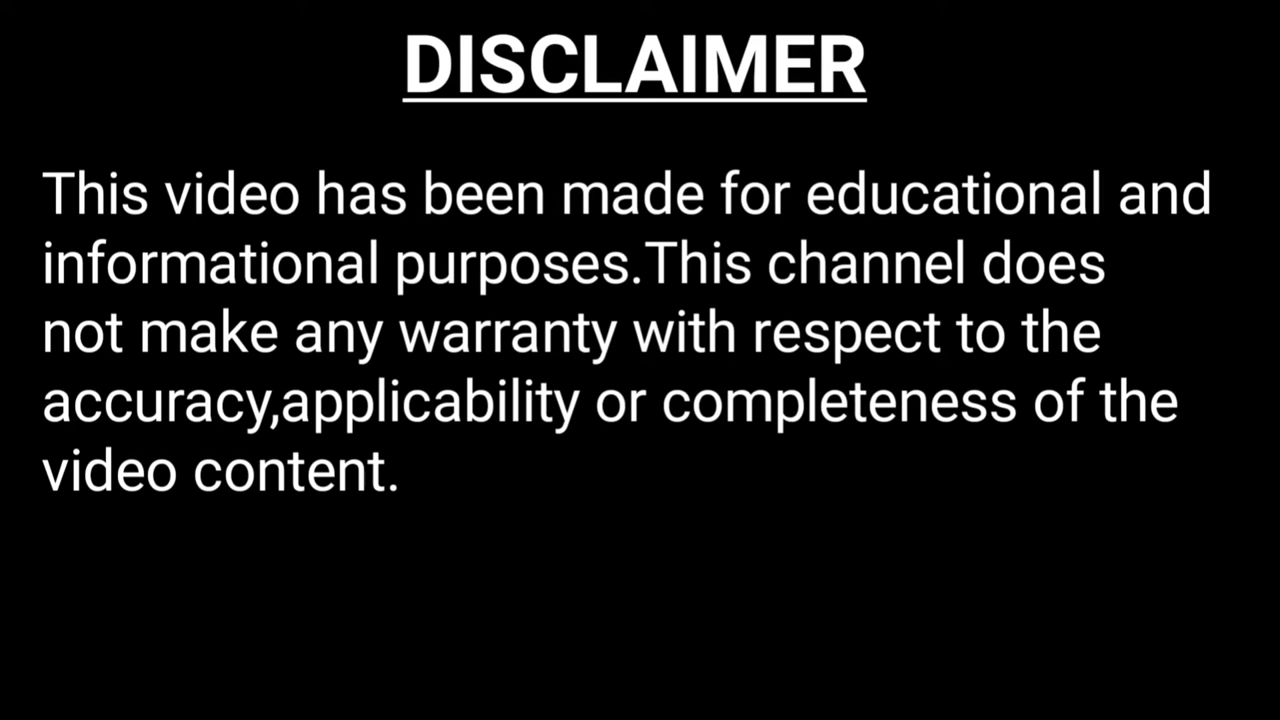 DISCLAIMER
This video has been made for educational and
informational purposes.This channel does
not make any warranty with respect to the
accuracy,applicability or completeness of the
video content.